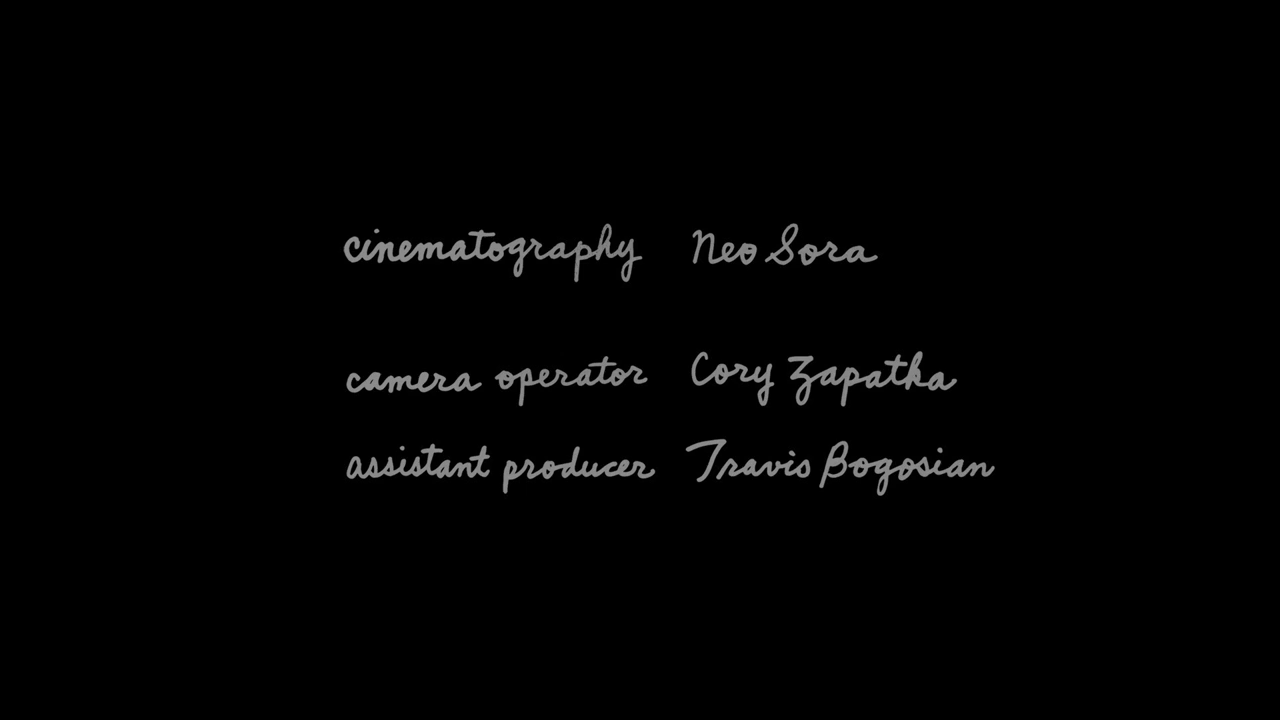 cinematography Neo Sora
camera operator Cory Zapatka
assistant producer Travis Bogosian